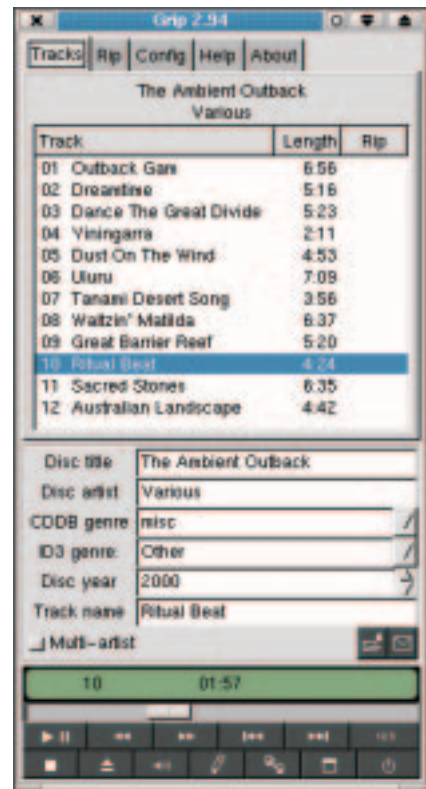 Grip 2.94
Tracks Rip Config Help About
The Ambient Outback
Various
Track Length Rip
01 Outback Gari 6:56
02 Dreamtime 5:16
03 Dance The Great Divide 5:23
04 Viningarra 2:11
05 Dust On The Wind 4:53
06 Uluru 7:09
07 Tanami Desert Song 3:56
08 Waltzin' Matilda 6:37
09 Great Barrier Reef 5:20
10 Ritual Beat 4:24
11 Sacred Stones 6:35
12 Australian Landscape 4:42
Disc title The Ambient Outback
Disc artist Various
CDDB genre misc
ID3 genre: Other
Disc year 2000
Track name Ritual Beat
Multi-artist
10 01:57